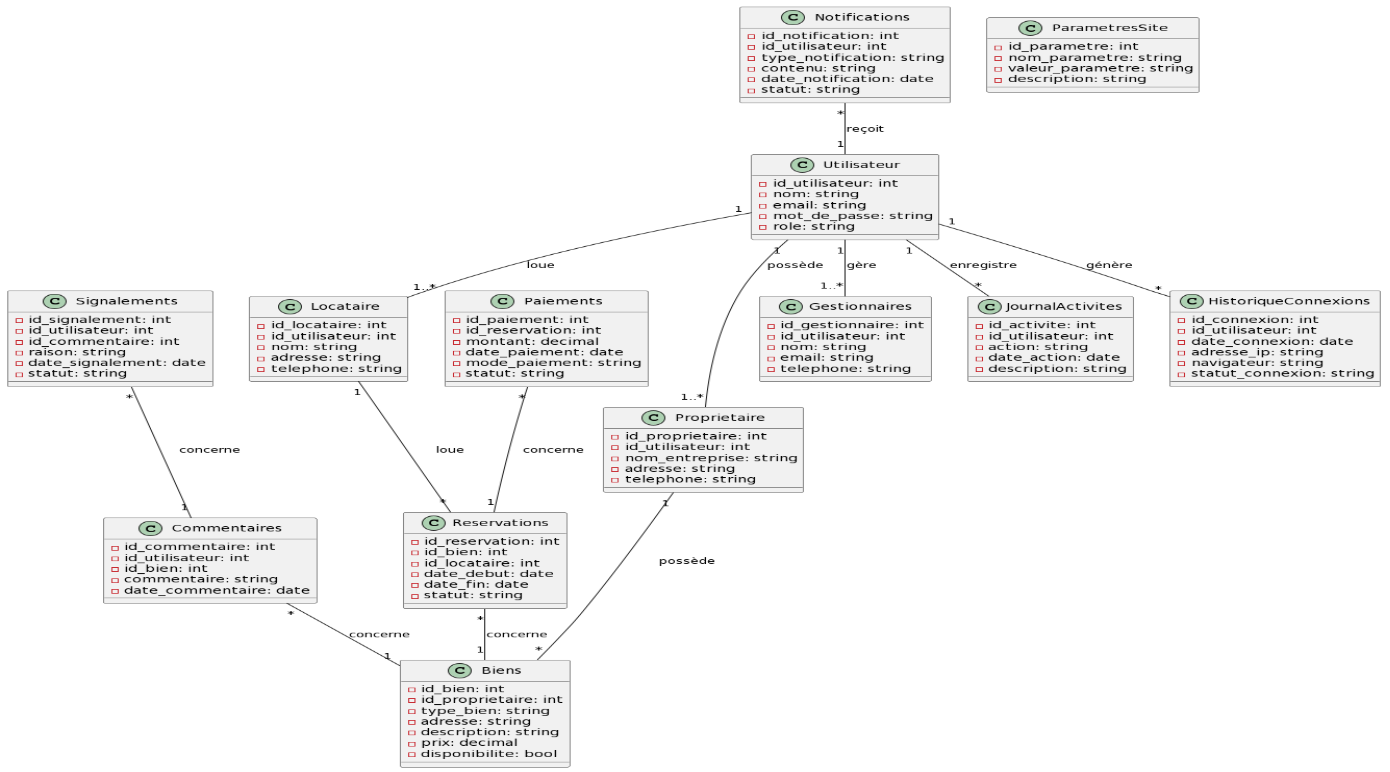 Notifications
id_notification: int
id_utilisateur: int
type_notification: string
contenu: string
date_notification: date
statut: string
ParametresSite
id_parametre: int
nom_parametre: string
valeur_parametre: string
description: string
*
reçoit
1
Utilisateur
id_utilisateur: int
nom: string
email: string
mot_de_passe: string
role: string
1
loue
1..*
1
possède
1..*
1
gère
1..*
1
enregistre
*
1
génère
*
Signalements
id_signalement: int
id_utilisateur: int
id_commentaire: int
raison: string
date_signalement: date
statut: string
Locataire
id_locataire: int
id_utilisateur: int
nom: string
adresse: string
telephone: string
Paiements
id_paiement: int
id_reservation: int
montant: decimal
date_paiement: date
mode_paiement: string
statut: string
Gestionnaires
id_gestionnaire: int
id_utilisateur: int
nom: string
email: string
telephone: string
JournalActivites
id_activite: int
id_utilisateur: int
action: string
date_action: date
description: string
HistoriqueConnexions
id_connexion: int
id_utilisateur: int
date_connexion: date
adresse_ip: string
navigateur: string
statut_connexion: string
*
concerne
1
1
loue
*
*
concerne
1
Proprietaire
id_proprietaire: int
id_utilisateur: int
nom_entreprise: string
adresse: string
telephone: string
1
possède
*
Commentaires
id_commentaire: int
id_utilisateur: int
id_bien: int
commentaire: string
date_commentaire: date
Reservations
id_reservation: int
id_bien: int
id_locataire: int
date_debut: date
date_fin: date
statut: string
*
concerne
1
*
concerne
1
Biens
id_bien: int
id_proprietaire: int
type_bien: string
adresse: string
description: string
prix: decimal
disponibilite: bool